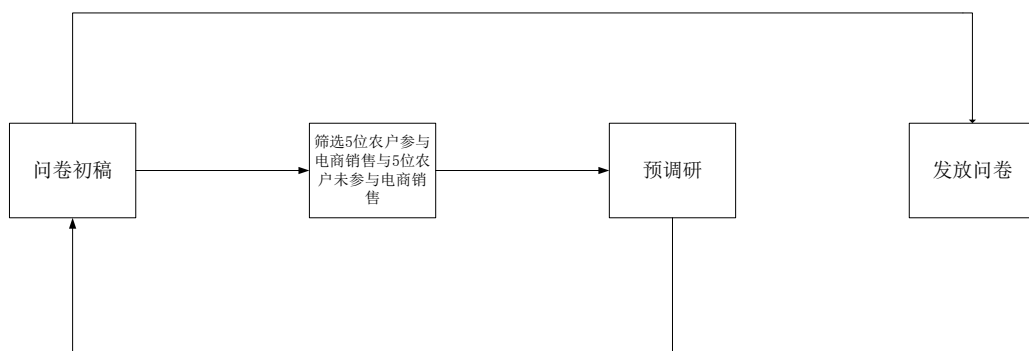 问卷初稿
筛选5位农户参与
电商销售与5位农
户未参与电商销
售
预调研
发放问卷